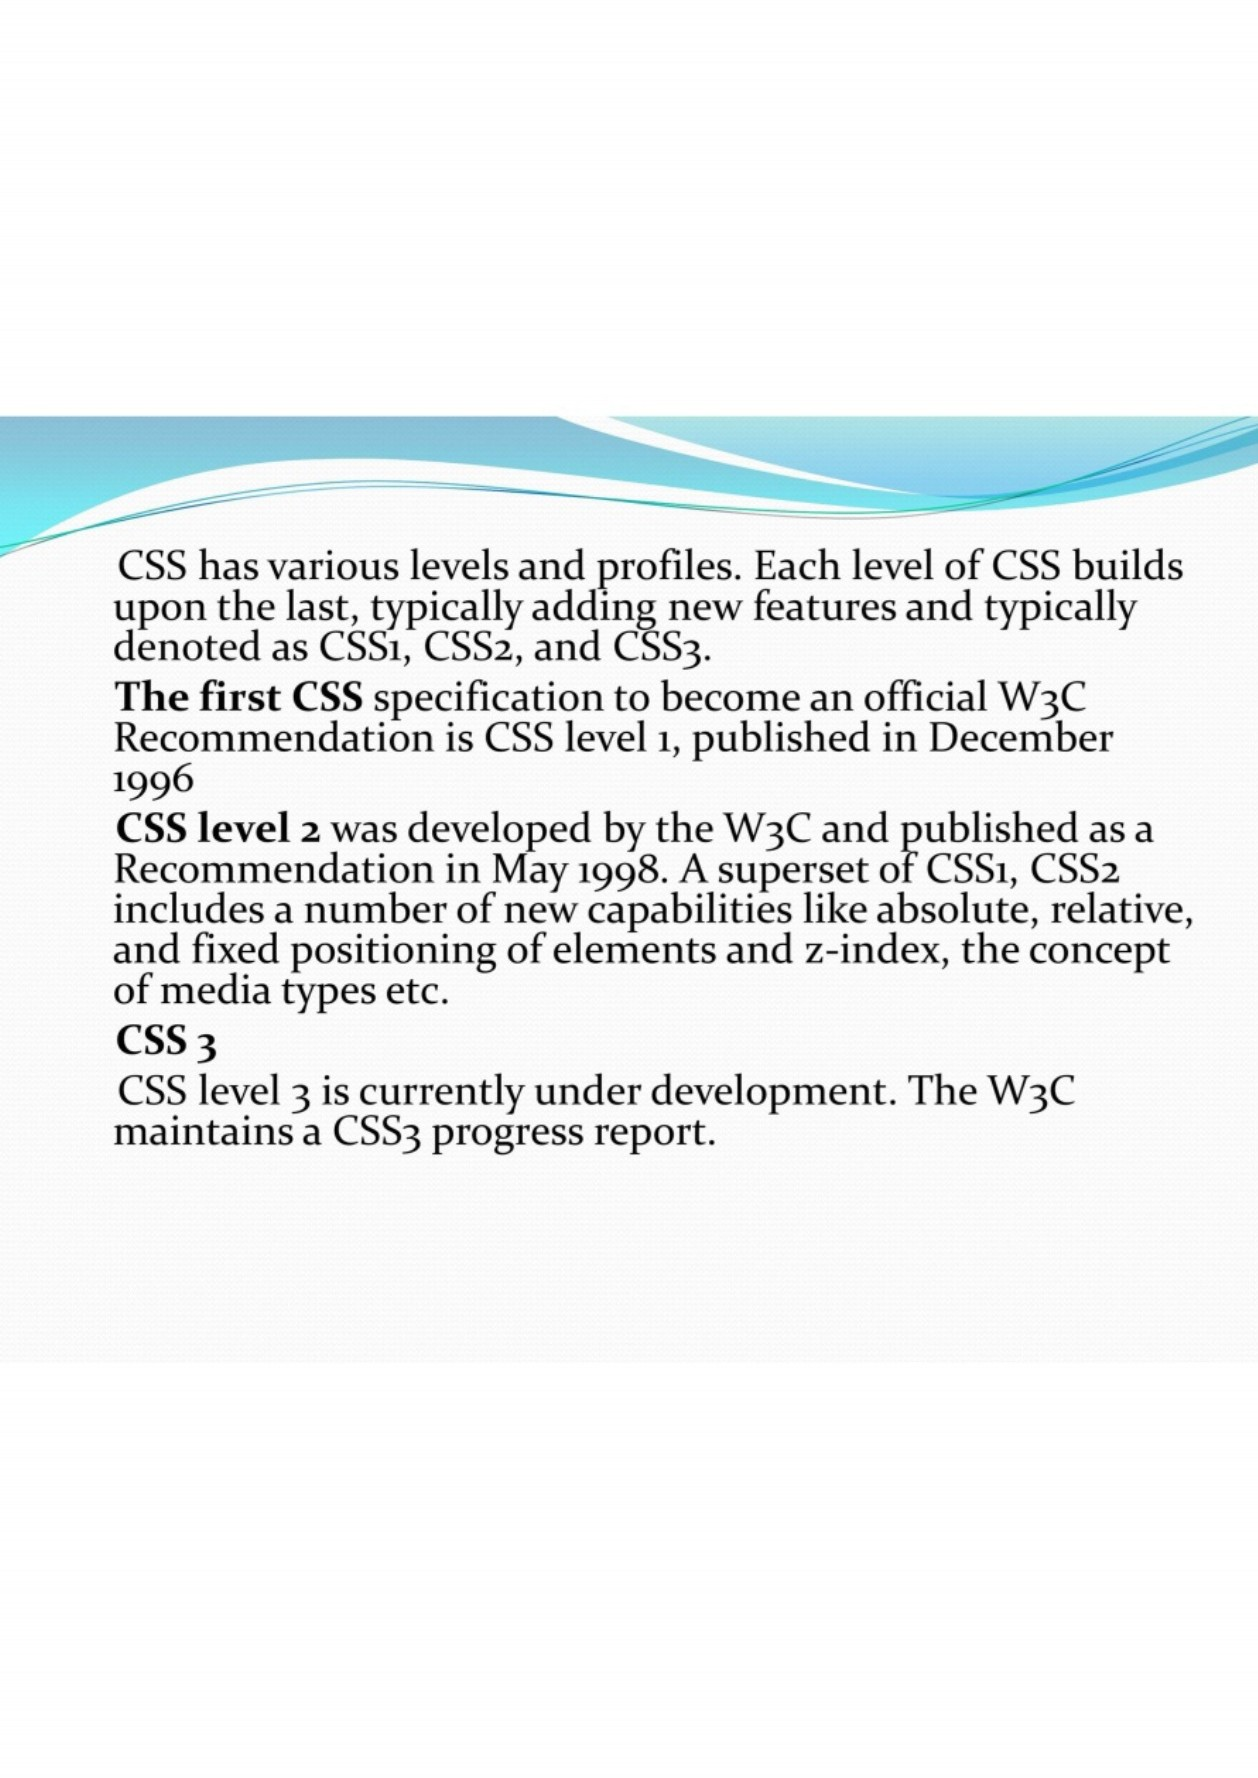 CSS has various levels and profiles. Each level of CSS builds
upon the last, typically adding new features and typically
denoted as CSS1, CSS2, and CSS3.
The first CSS specification to become an official W3C
Recommendation is CSS level 1, published in December
1996
CSS level 2 was developed by the W3C and published as a
Recommendation in May 1998. A superset of CSS1, CSS2
includes a number of new capabilities like absolute, relative,
and fixed positioning of elements and z-index, the concept
of media types etc.
CSS 3
CSS level 3 is currently under development. The W3C
maintains a CSS3 progress report.